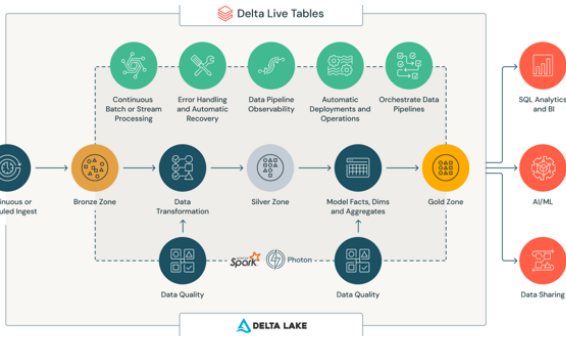 Delta Live Tables
Continuous
Batch or Stream
Processing
Error Handling
and Automatic
Recovery
Data Pipeline
Observability
Automatic
Deployments and
Operations
Orchestrate Data
Pipelines
SQL Analytics
and BI
inuous or
uled Ingest
Bronze Zone
Data
Transformation
Silver Zone
Model Facts, Dims
and Aggregates
Gold Zone
AI/ML
Data Quality
Spark
Photon
Data Quality
Data Sharing
DELTA LAKE